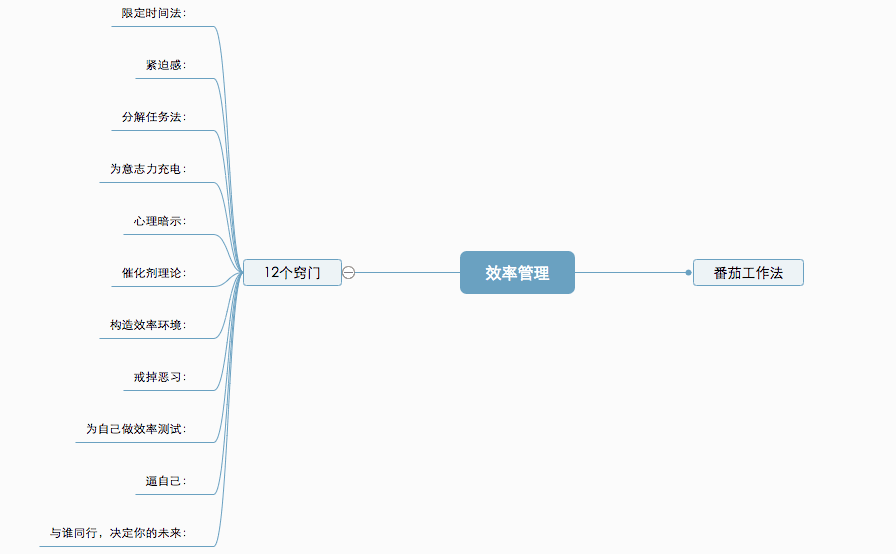 限定时间法：
紧迫感：
分解任务法：
为意志力充电：
心理暗示：
催化剂理论：
构造效率环境：
戒掉恶习：
为自己做效率测试：
逼自己：
与谁同行，决定你的未来：
12个窍门
效率管理
番茄工作法